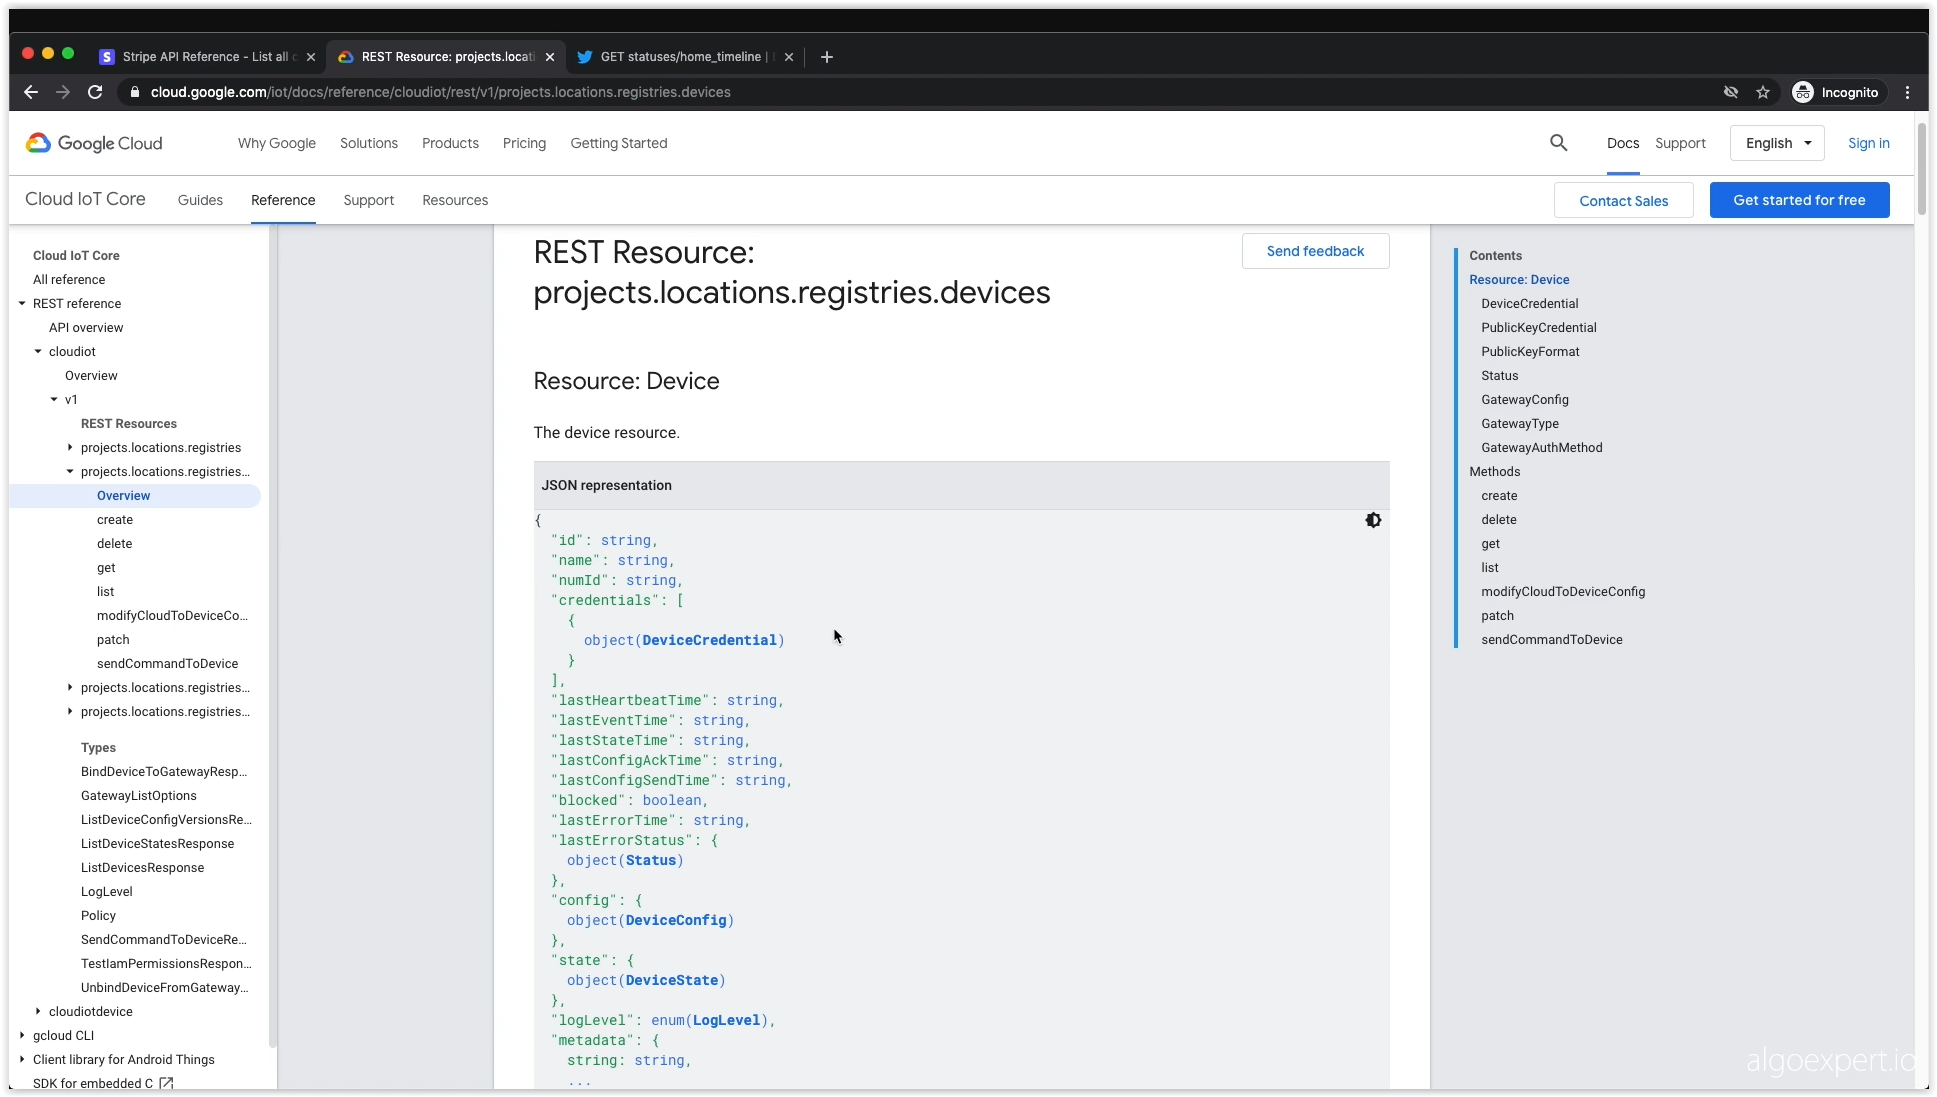 Stripe API Reference - List all
REST Resource: projects.locati
GET statuses/home_timeline |
cloud.google.com/iot/docs/reference/cloudiot/rest/v1/projects.locations.registries.devices
Incognito
Google Cloud
Why Google
Solutions
Products
Pricing
Getting Started
Docs
Support
English
Sign in
Cloud IoT Core
Guides
Reference
Support
Resources
Contact Sales
Get started for free
Cloud IoT Core
All reference
REST reference
API overview
cloudiot
Overview
v1
REST Resources
projects.locations.registries
projects.locations.registries...
Overview
create
delete
get
list
modifyCloudToDeviceCo...
patch
sendCommandToDevice
projects.locations.registries...
projects.locations.registries...
Types
BindDeviceToGatewayResp...
GatewayListOptions
ListDeviceConfigVersionsRe...
ListDeviceStatesResponse
ListDevicesResponse
LogLevel
Policy
SendCommandToDeviceRe...
TestIamPermissionsRespon...
UnbindDeviceFromGateway...
cloudiotdevice
gcloud CLI
Client library for Android Things
SDK for embedded C
REST Resource:
projects.locations.registries.devices
Send feedback
Resource: Device
The device resource.
JSON representation
{
"id": string,
"name": string,
"numId": string,
"credentials": [
{
object(DeviceCredential)
}
],
"lastHeartbeatTime": string,
"lastEventTime": string,
"lastStateTime": string,
"lastConfigAckTime": string,
"lastConfigSendTime": string,
"blocked": boolean,
"lastErrorTime": string,
"lastErrorStatus": {
object(Status)
},
"config": {
object(DeviceConfig)
},
"state": {
object(DeviceState)
},
"logLevel": enum(LogLevel),
"metadata": {
string: string,
...
Contents
Resource: Device
DeviceCredential
PublicKeyCredential
PublicKeyFormat
Status
GatewayConfig
GatewayType
GatewayAuthMethod
Methods
create
delete
get
list
modifyCloudToDeviceConfig
patch
sendCommandToDevice
algoexpert.io